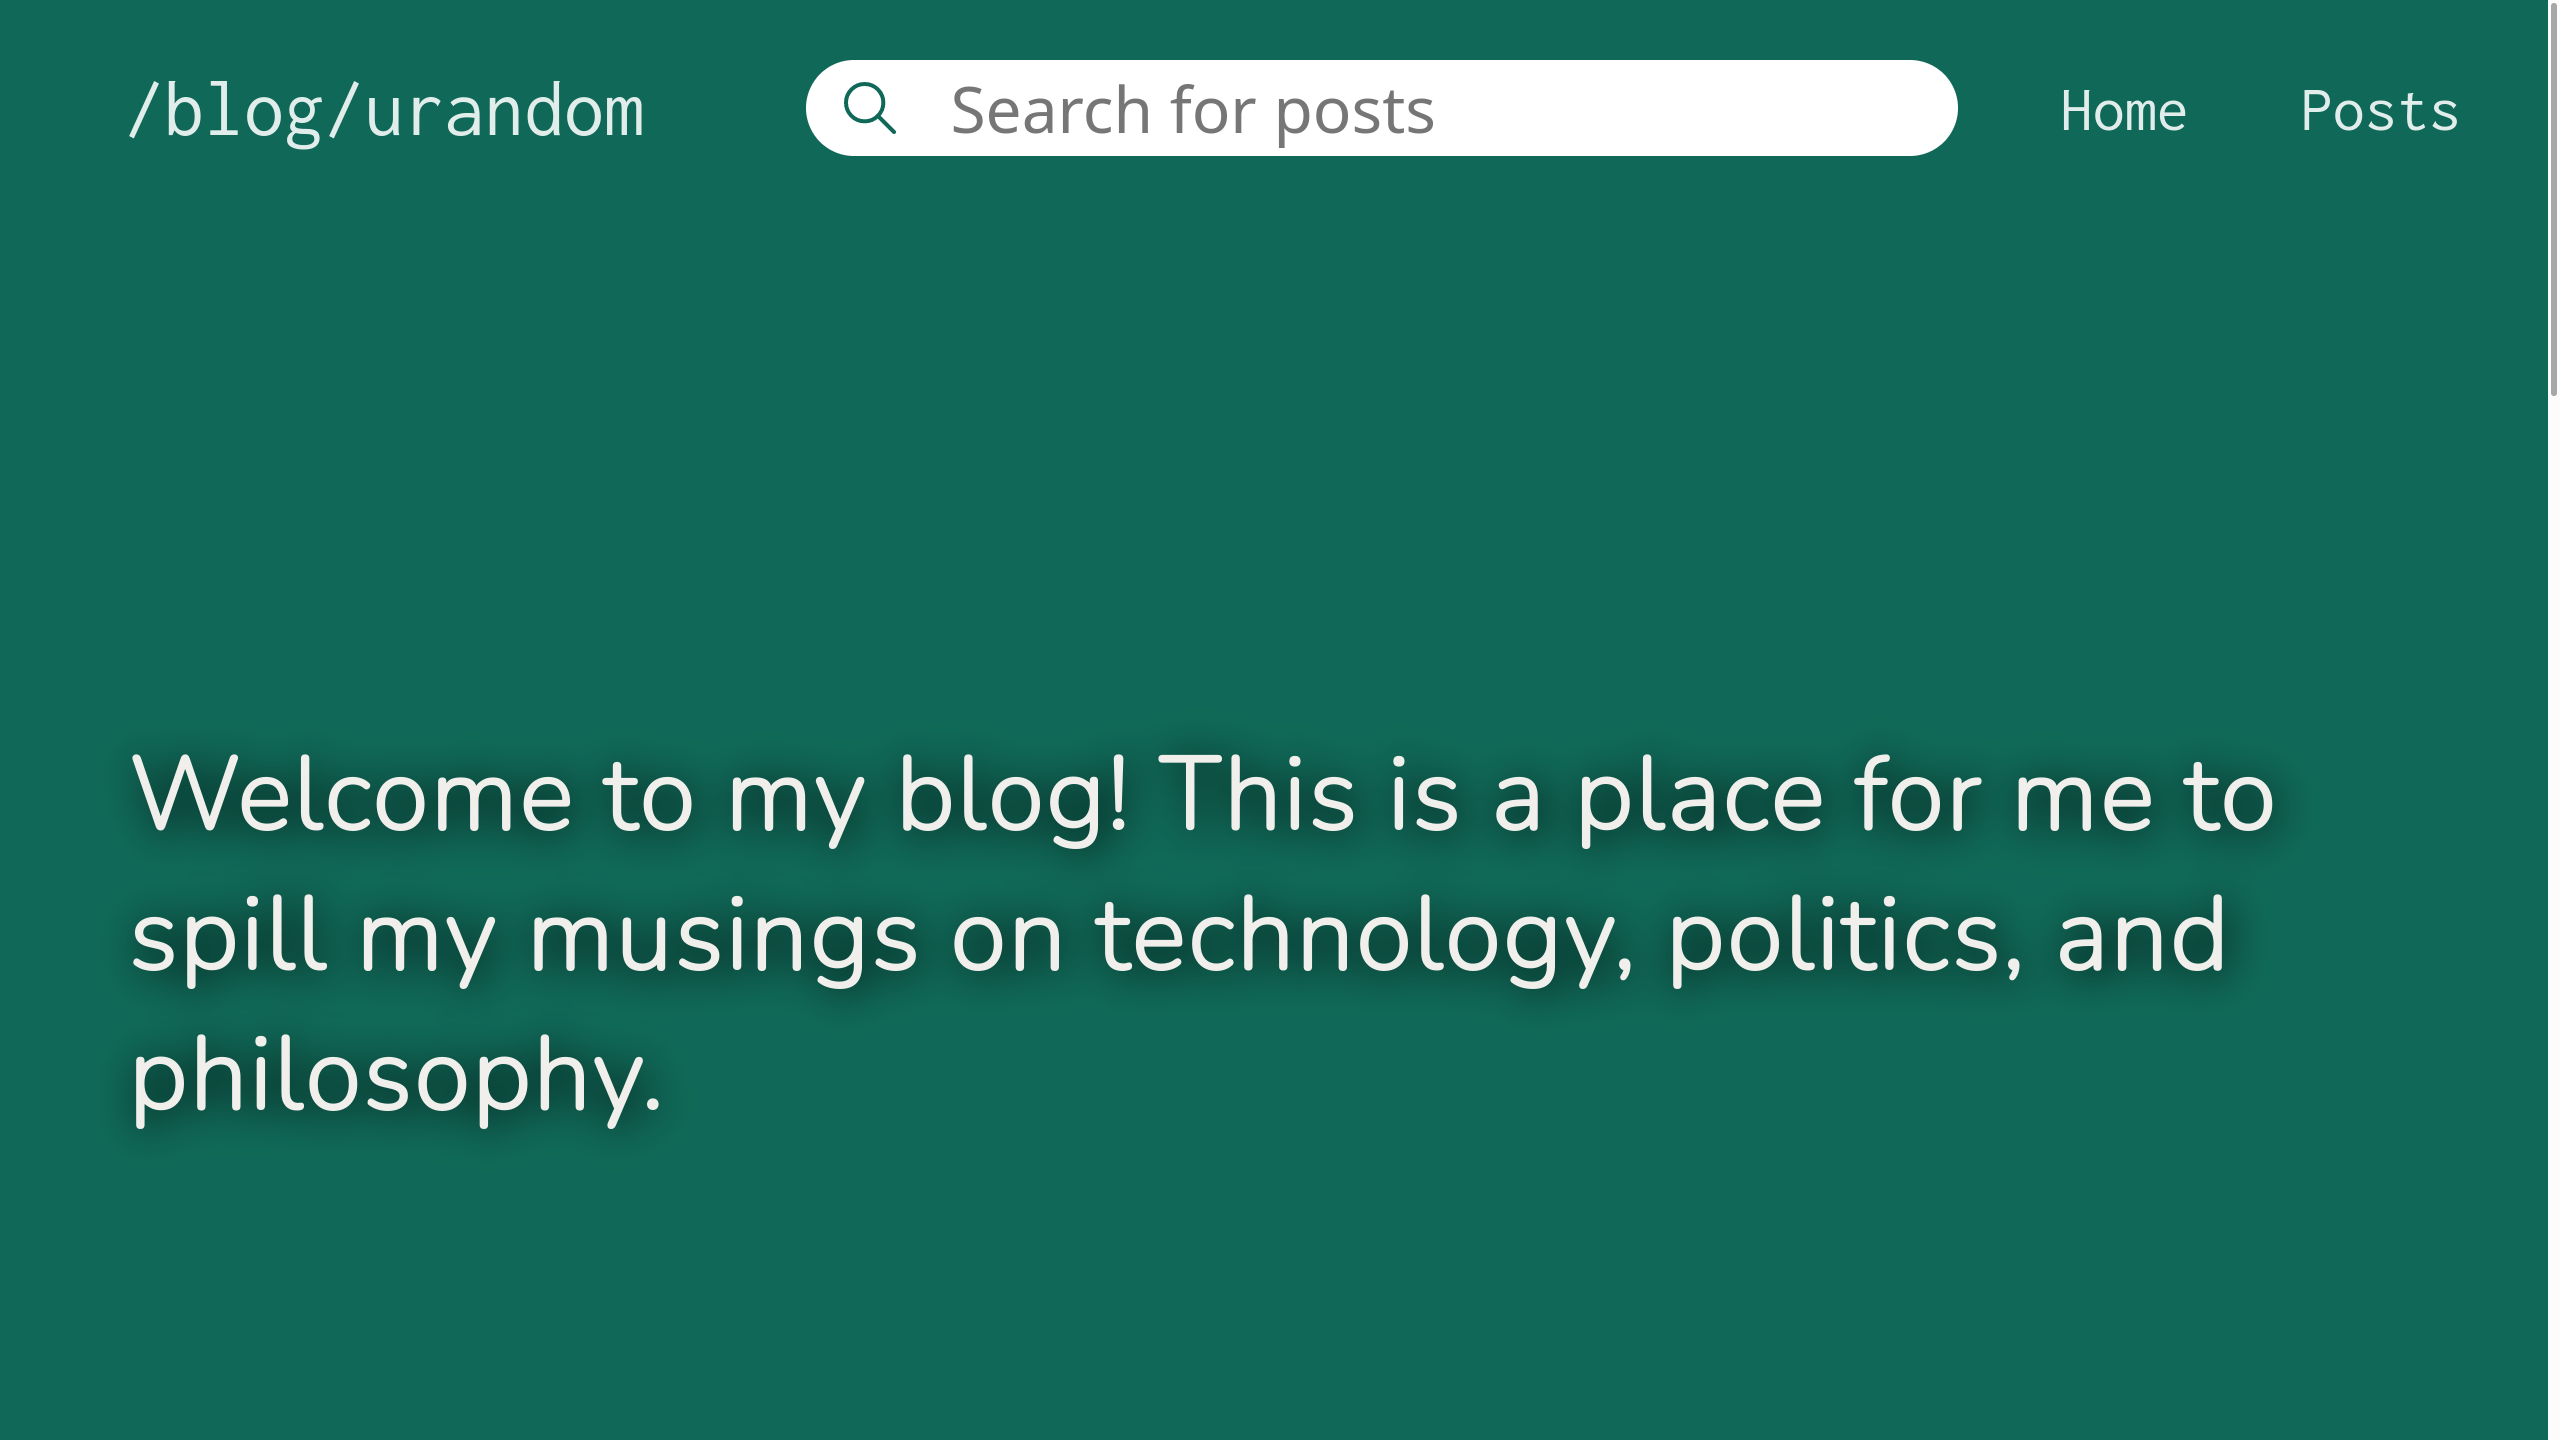 /blog/urandom
Search for posts
Home
Posts
Welcome to my blog! This is a place for me to
spill my musings on technology, politics, and
philosophy.